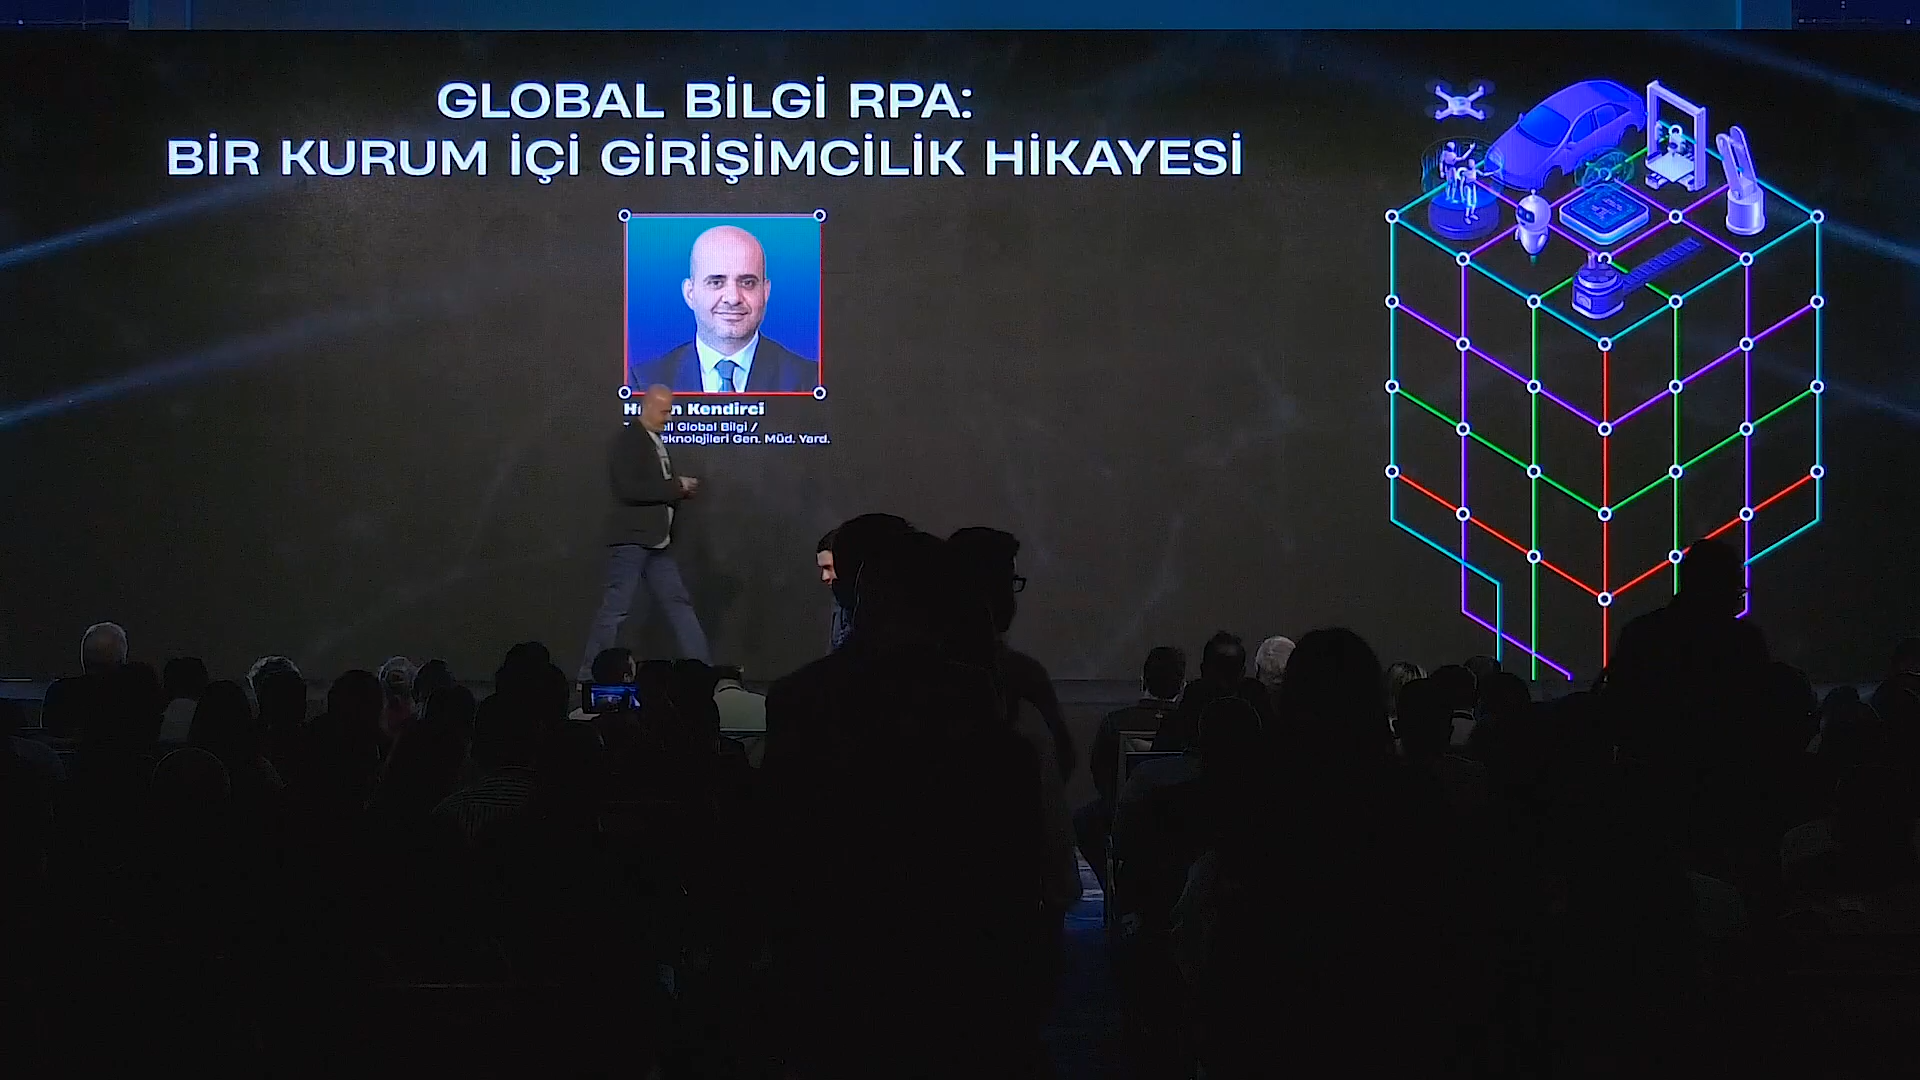 GLOBAL BİLGİ RPA:
BİR KURUM İÇİ GİRİŞİMCİLİK HİKAYESİ
Kendirci
Global Bilgi /
Gen. Müd. Yard.